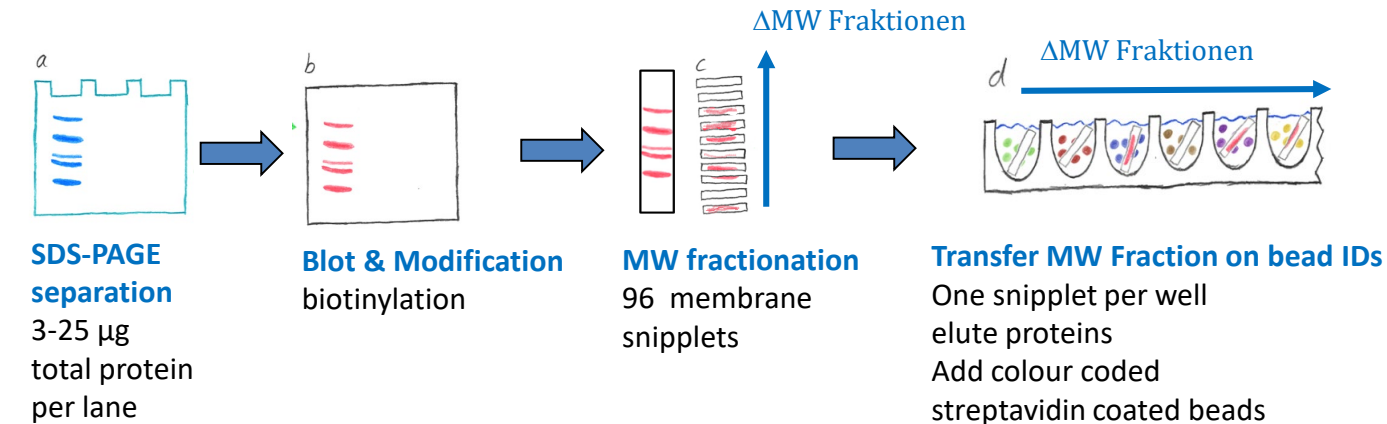 a
SDS-PAGE
separation
3-25 µg
total protein
per lane
b
Blot & Modification
biotinylation
ΔMW Fraktionen
c
MW fractionation
96 membrane
snipplets
d
ΔMW Fraktionen
Transfer MW Fraction on bead IDs
One snipplet per well
elute proteins
Add colour coded
streptavidin coated beads